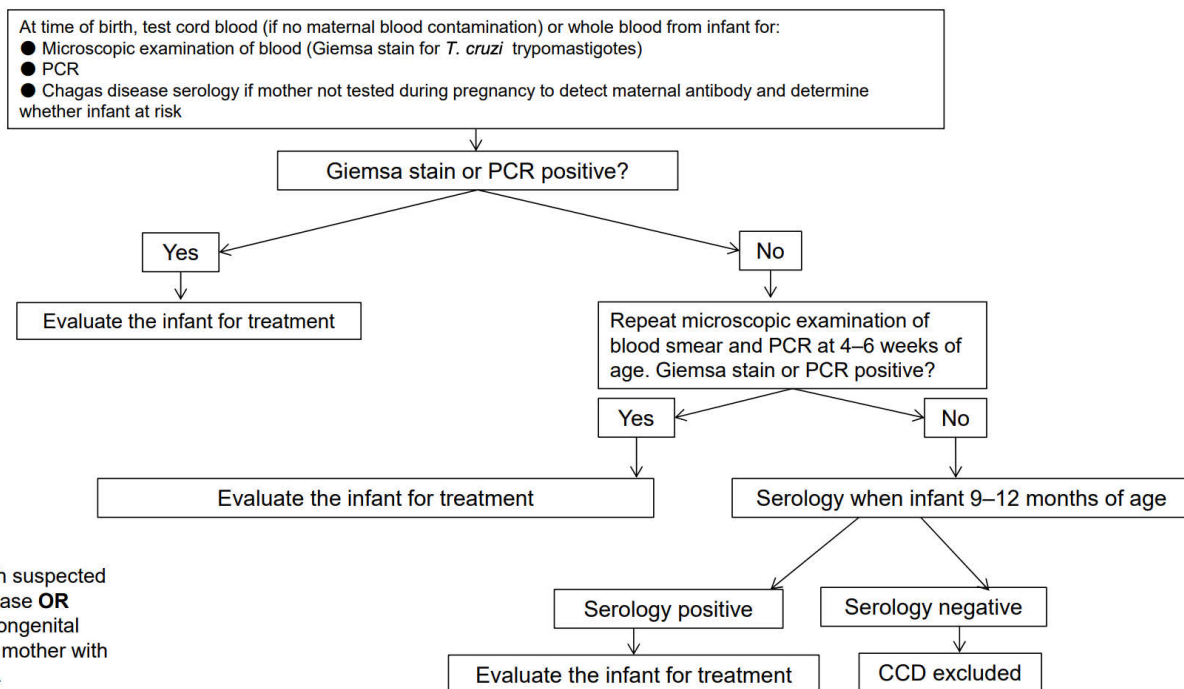 At time of birth, test cord blood (if no maternal blood contamination) or whole blood from infant for:
● Microscopic examination of blood (Giemsa stain for T. cruzi trypomastigotes)
● PCR
● Chagas disease serology if mother not tested during pregnancy to detect maternal antibody and determine
whether infant at risk
Giemsa stain or PCR positive?
Yes
No
Evaluate the infant for treatment
Repeat microscopic examination of
blood smear and PCR at 4–6 weeks of
age. Giemsa stain or PCR positive?
Yes
No
Evaluate the infant for treatment
Serology when infant 9–12 months of age
n suspected
ase OR
ongenital
mother with
Serology positive
Serology negative
Evaluate the infant for treatment
CCD excluded